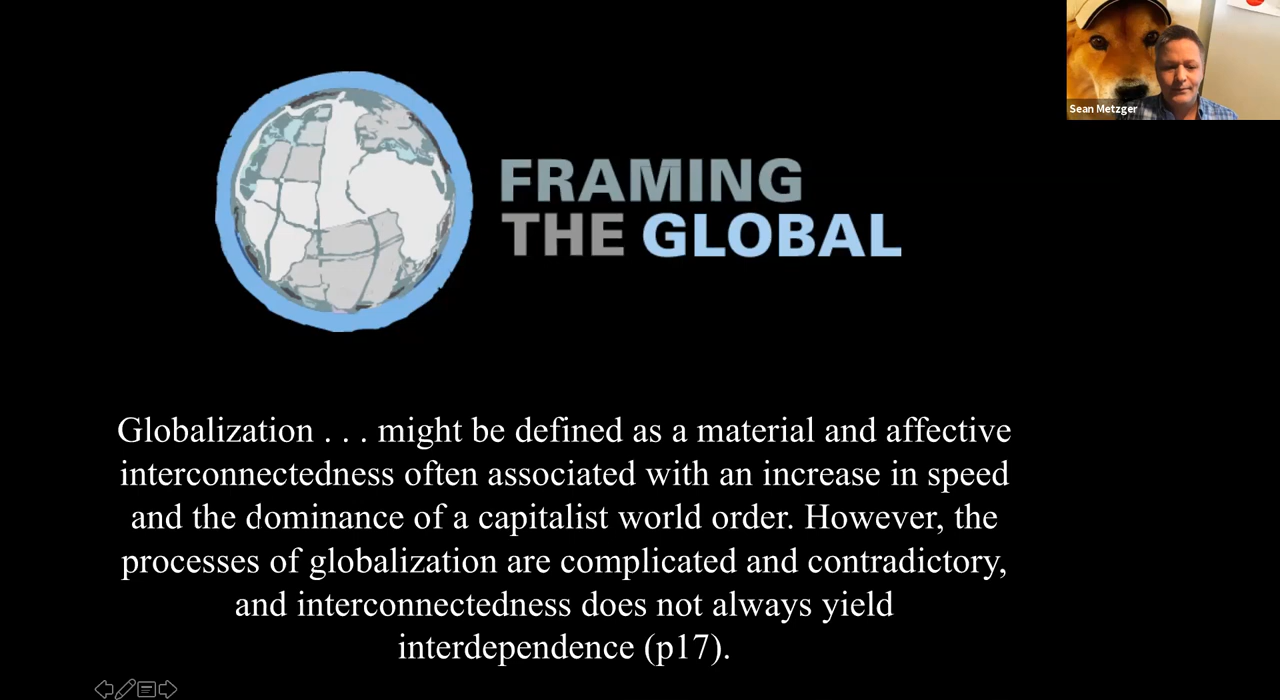 Sean Metzger
FRAMING
THE GLOBAL
Globalization . . . might be defined as a material and affective
interconnectedness often associated with an increase in speed
and the dominance of a capitalist world order. However, the
processes of globalization are complicated and contradictory,
and interconnectedness does not always yield
interdependence (p17).